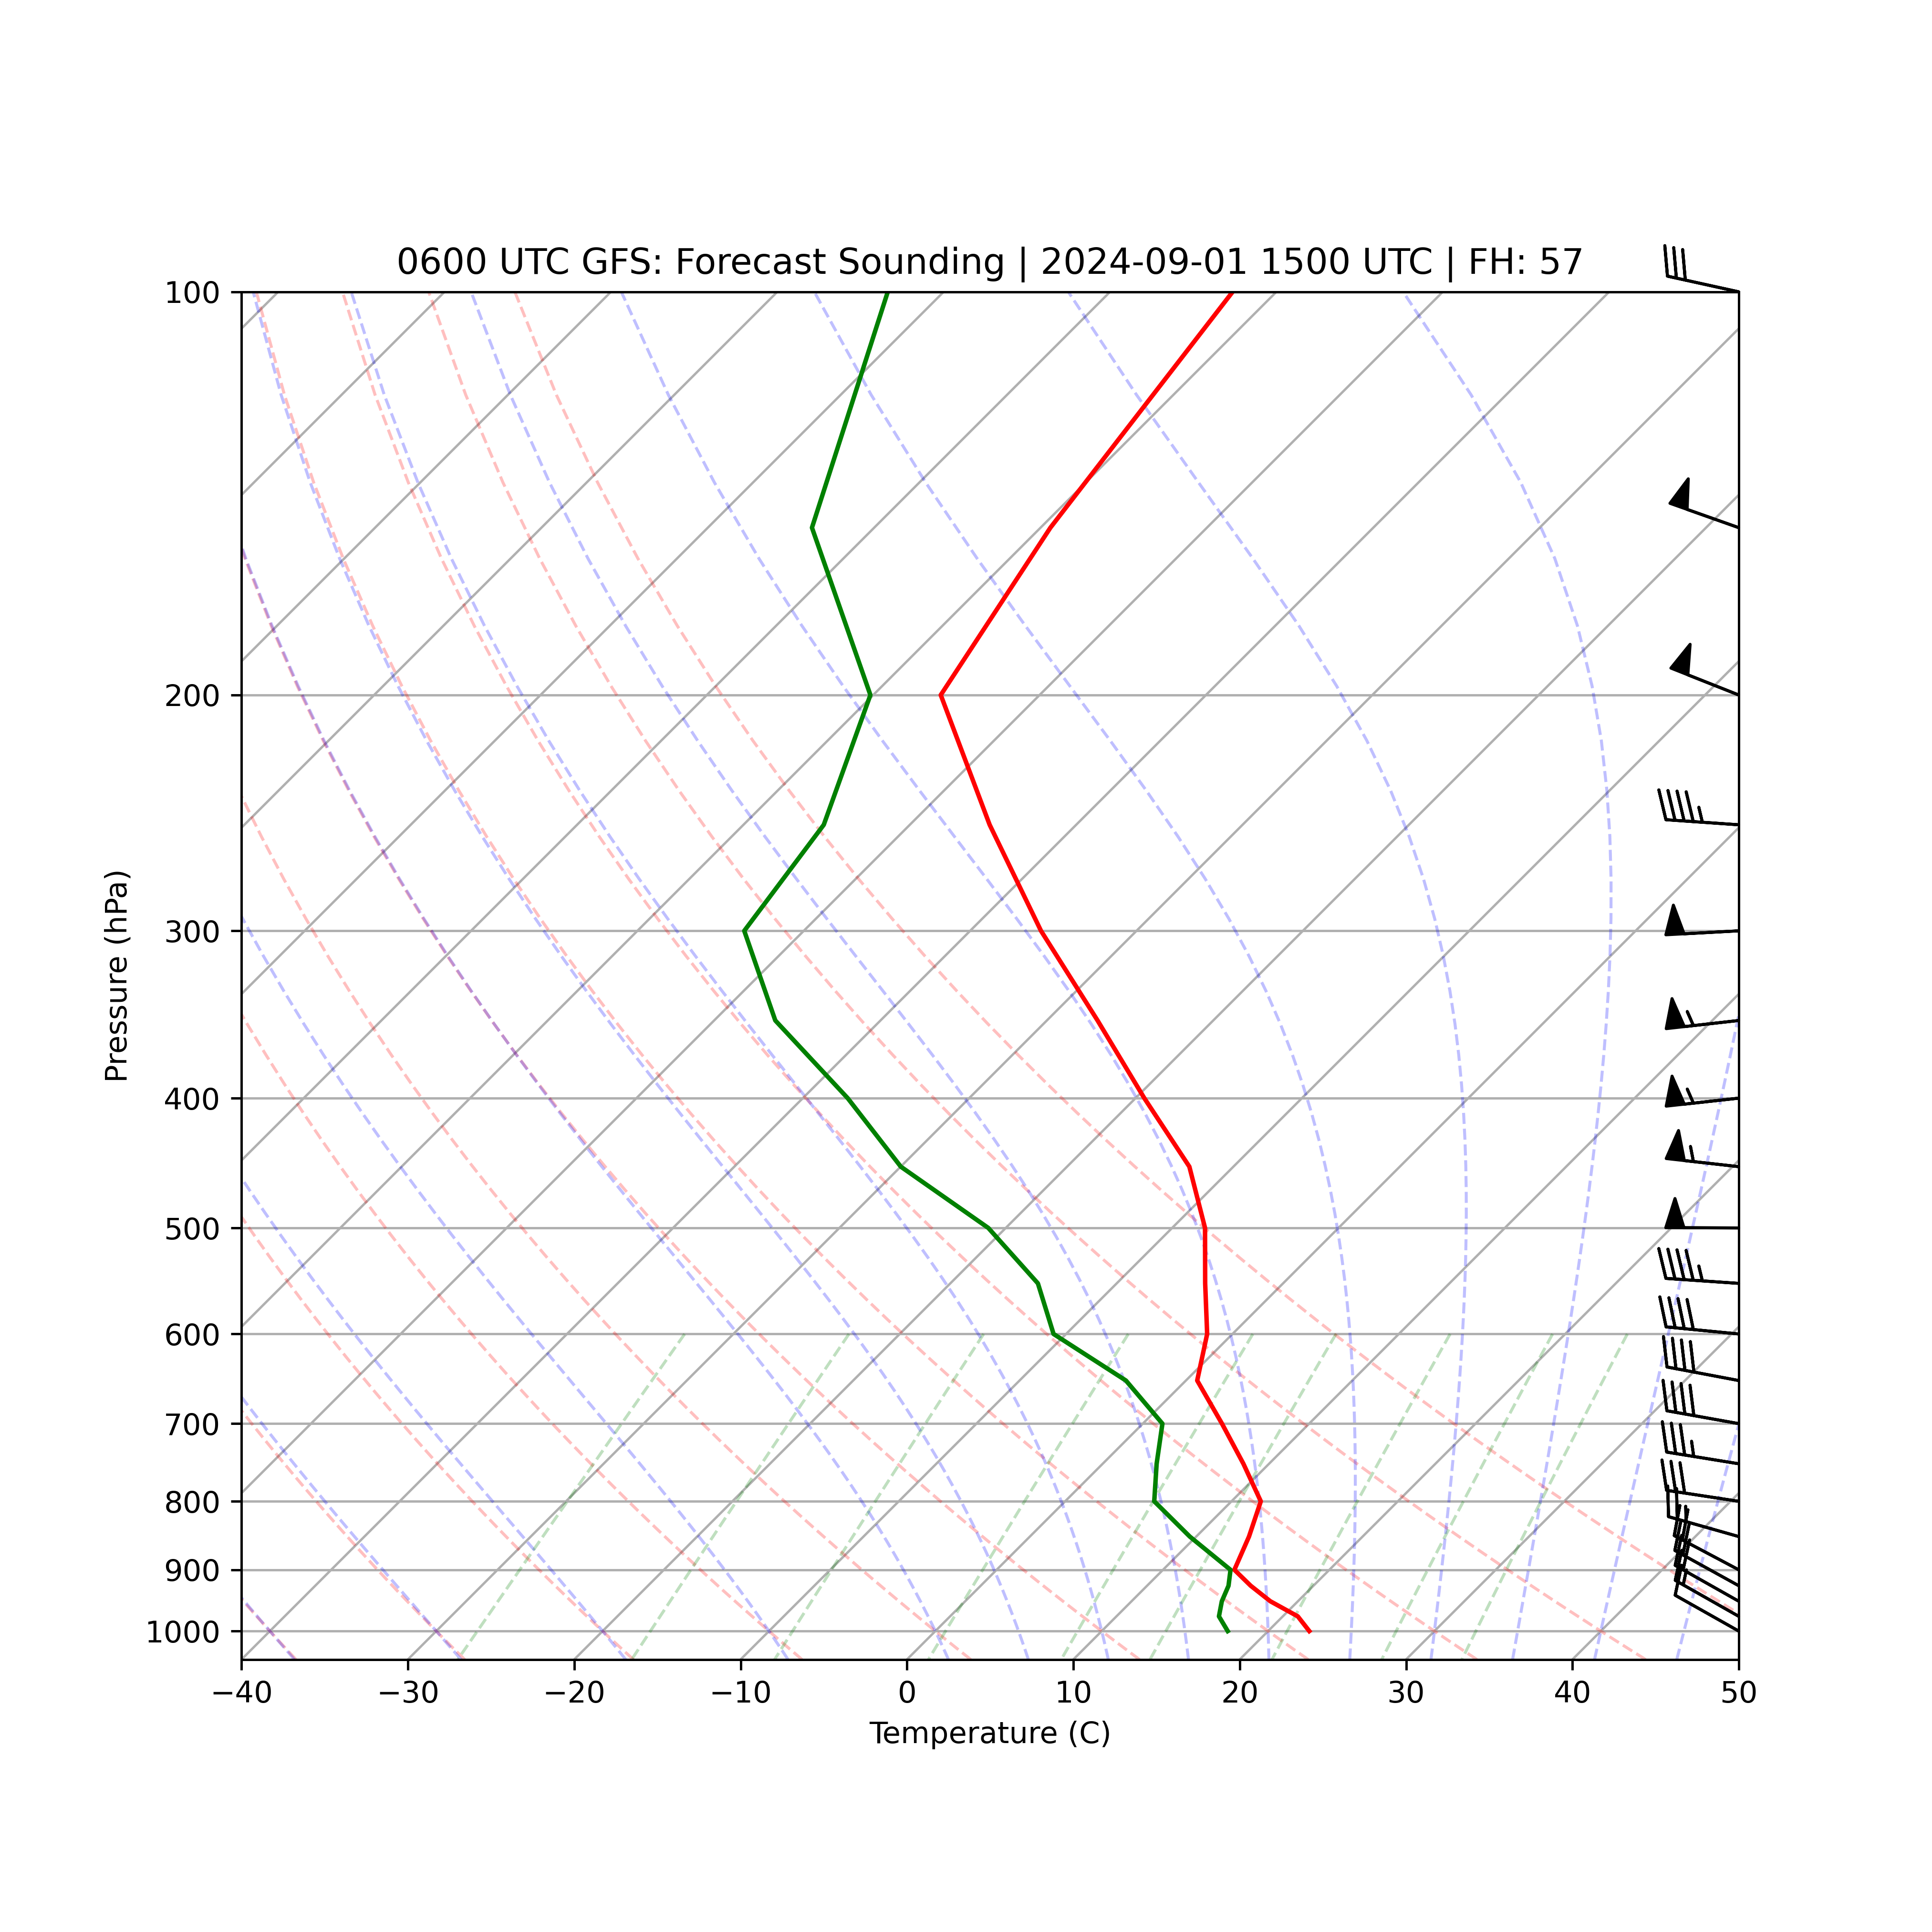 0600 UTC GFS: Forecast Sounding | 2024-09-01 1500 UTC | FH: 57
100
200
300
400
500
600
700
800
900
1000
Pressure (hPa)
−40 −30 −20 −10 0 10 20 30 40 50
Temperature (C)